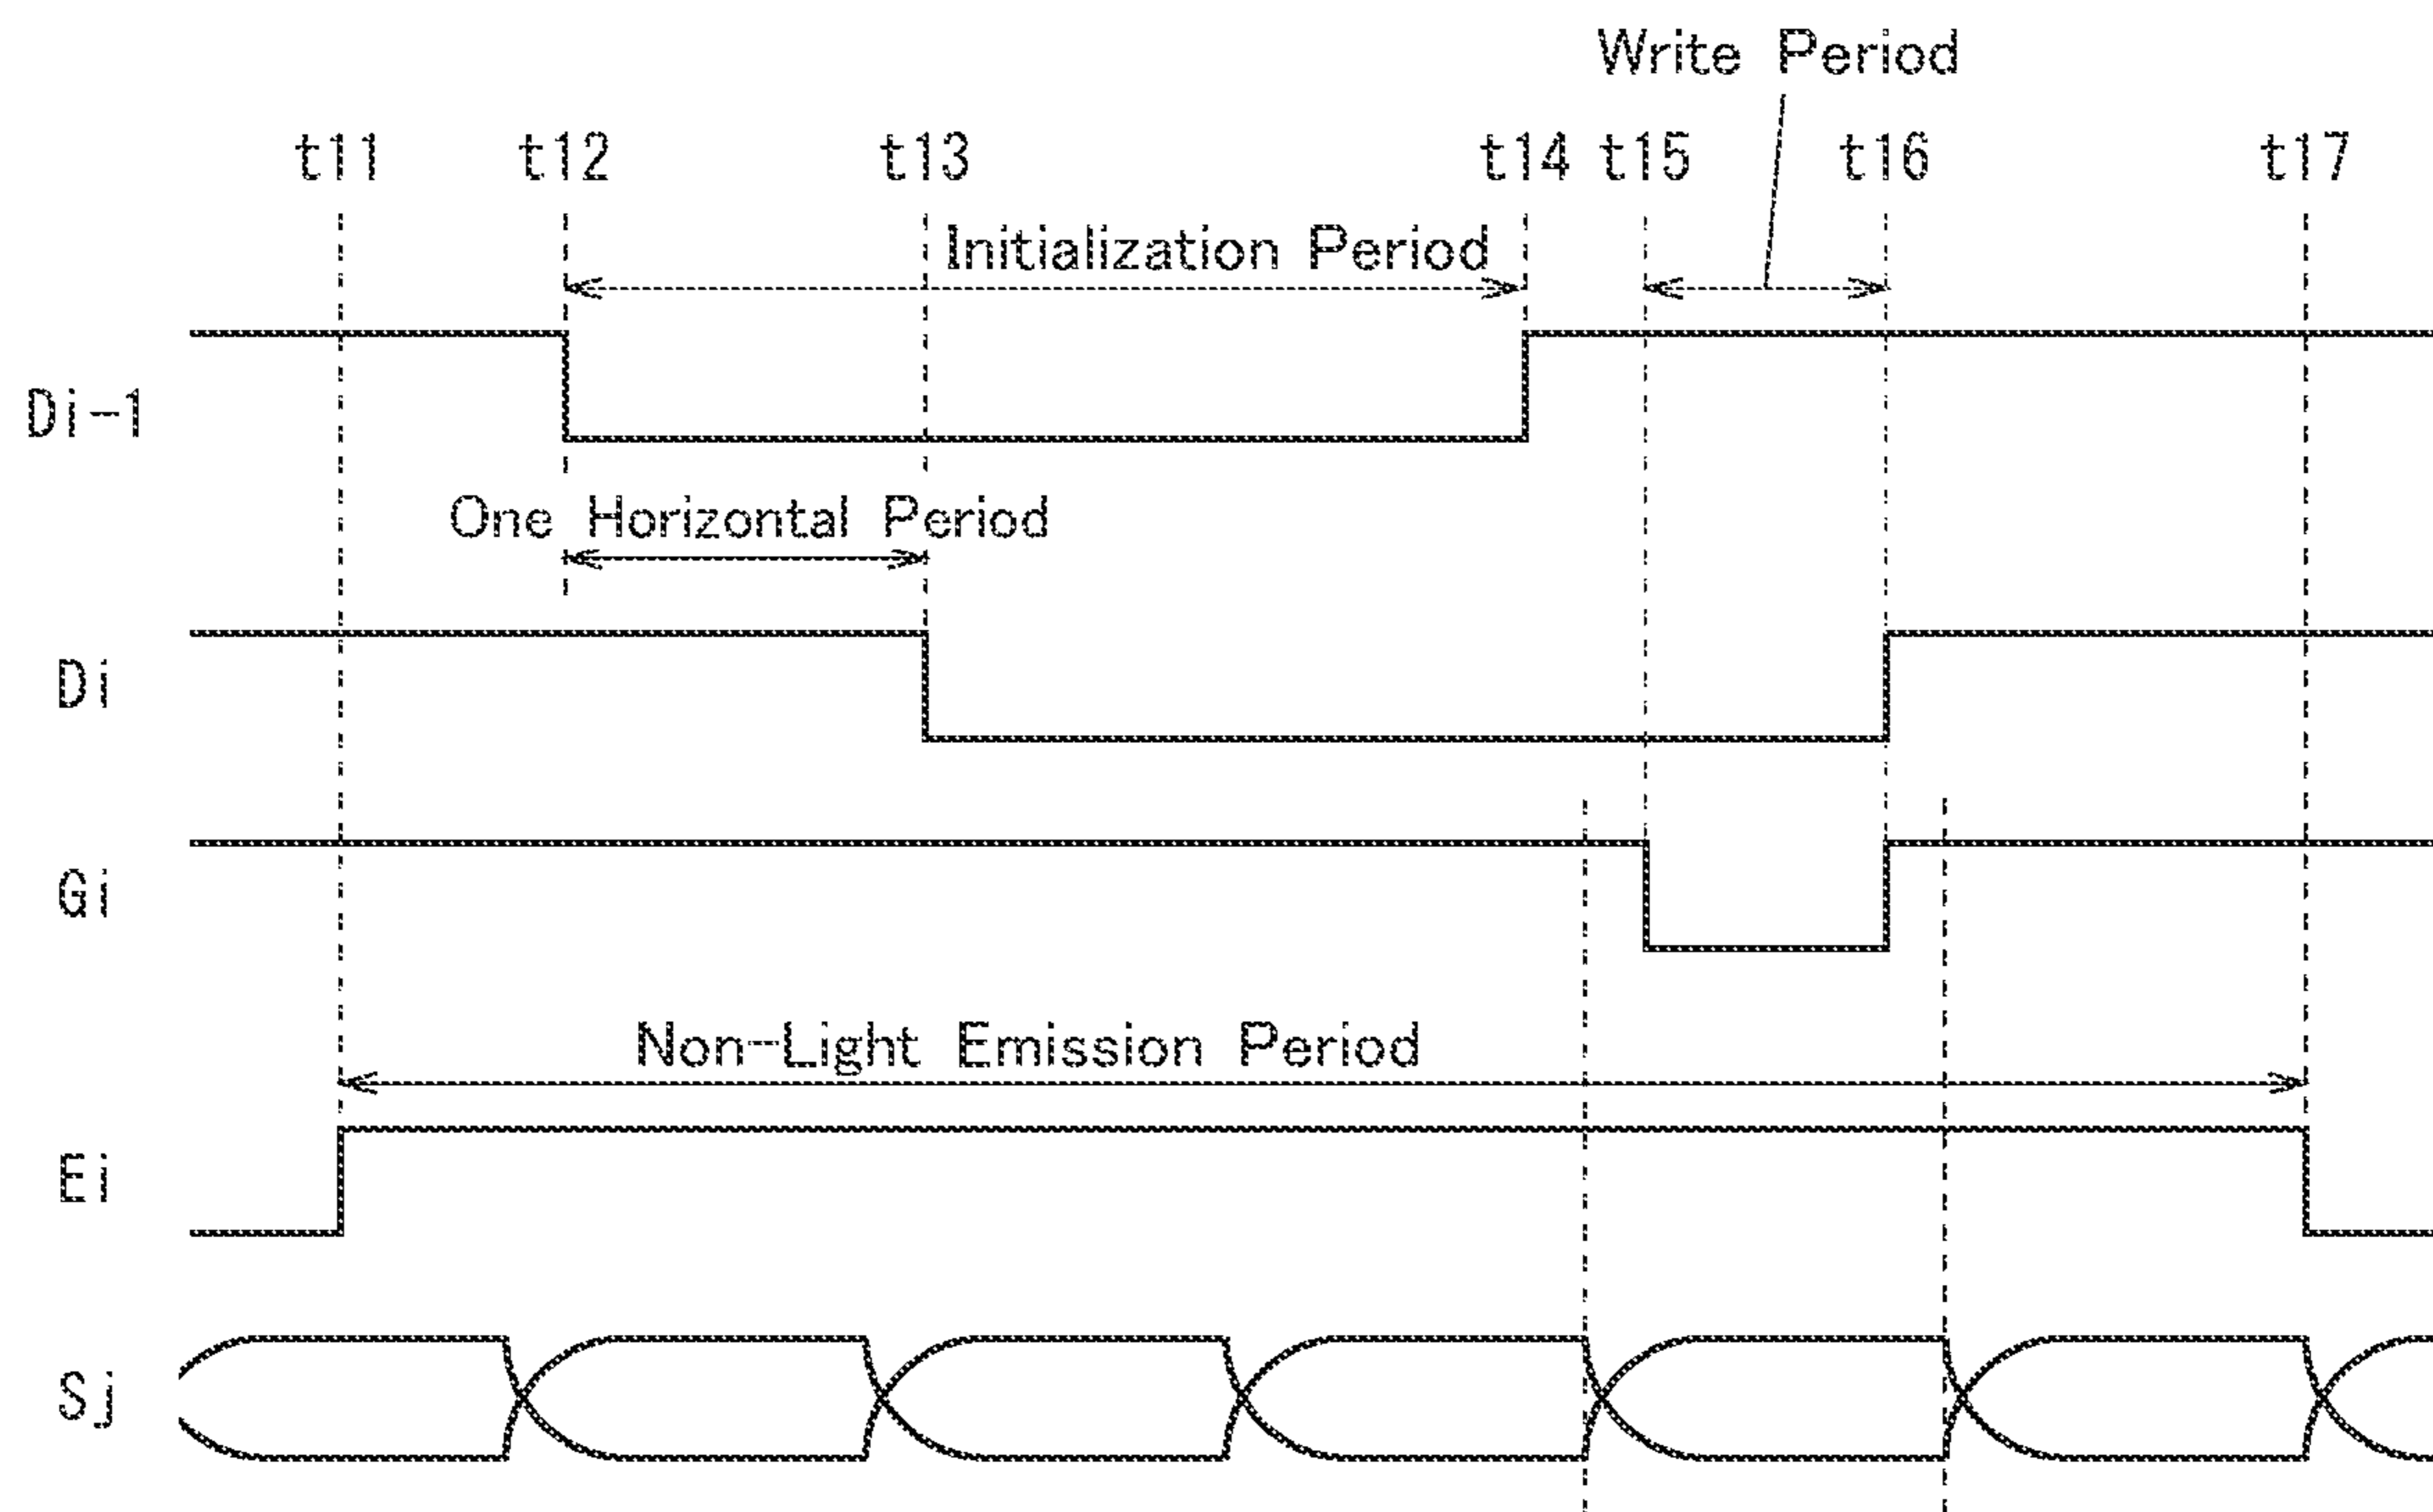 Write Period
t11 t12 t13 t14 t15 t16 t17
Initialization Period
Di-1
One Horizontal Period
Di
Gi
Non-Light Emission Period
Ei
Sj